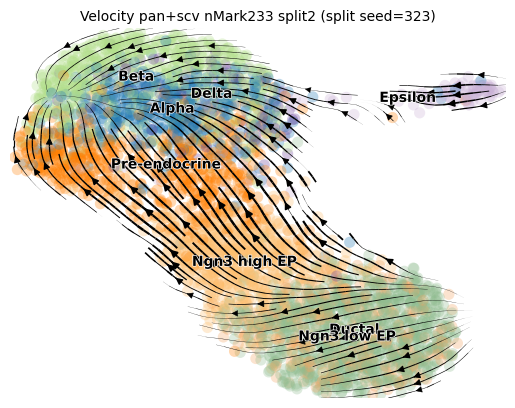 Velocity pan+scv nMark233 split2 (split seed=323)
Beta
Delta
Epsilon
Alpha
Pre-endocrine
Ngn3 high EP
Ductal
Ngn3 low EP